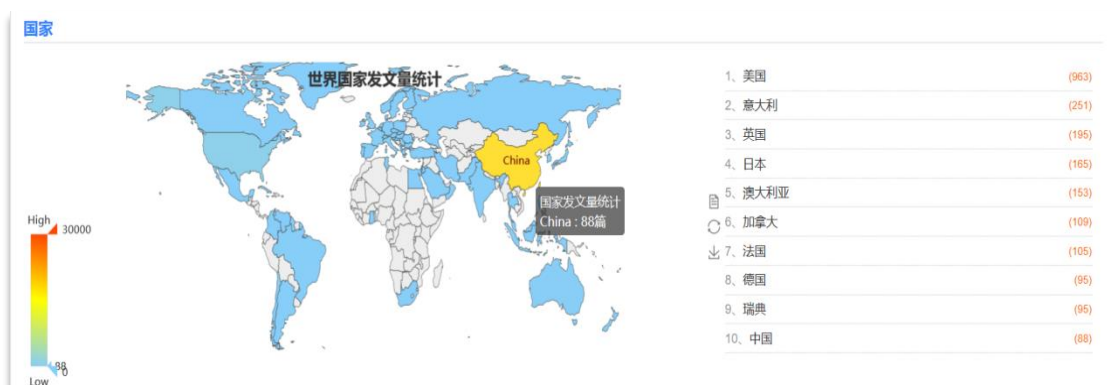 国家
世界国家发文量统计
China
国家发文量统计
China : 88篇
High
30000
88
0
Low
1、美国 (963)
2、意大利 (251)
3、英国 (195)
4、日本 (165)
5、澳大利亚 (153)
6、加拿大 (109)
7、法国 (105)
8、德国 (95)
9、瑞典 (95)
10、中国 (88)